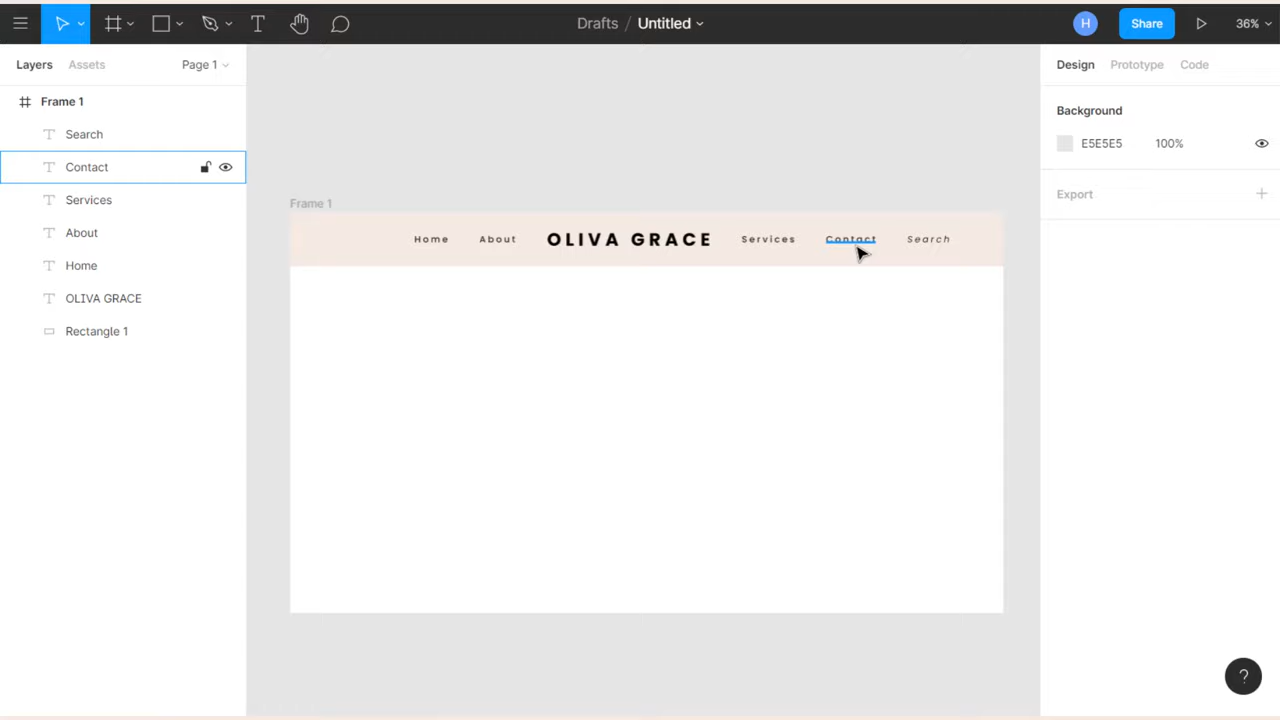 Drafts / Untitled
H
Share
36%
Layers Assets Page 1
Design Prototype Code
Frame 1
Search
Contact
Services
About
Home
OLIVA GRACE
Rectangle 1
Frame 1
Home About OLIVA GRACE Services Contact Search
Background
E5E5E5 100%
Export
?